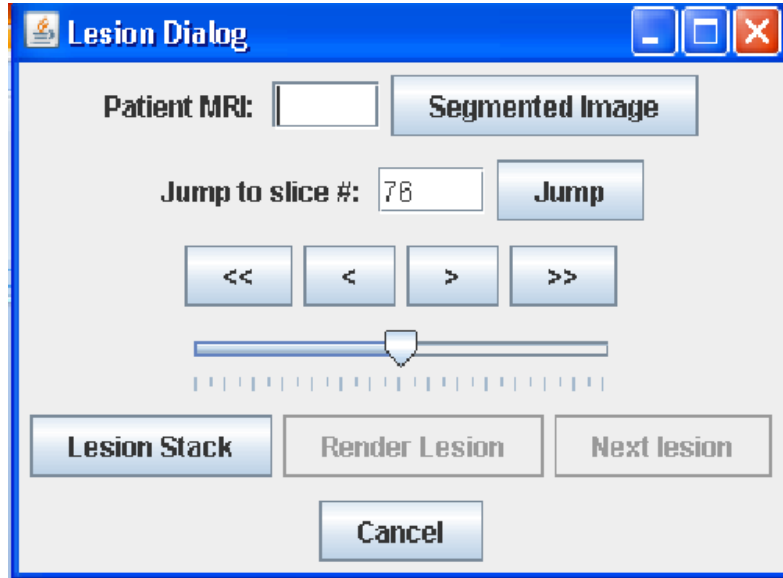 Lesion Dialog
Patient MRI: Segmented Image
Jump to slice #: 76 Jump
<< < > >>
Lesion Stack Render Lesion Next lesion
Cancel